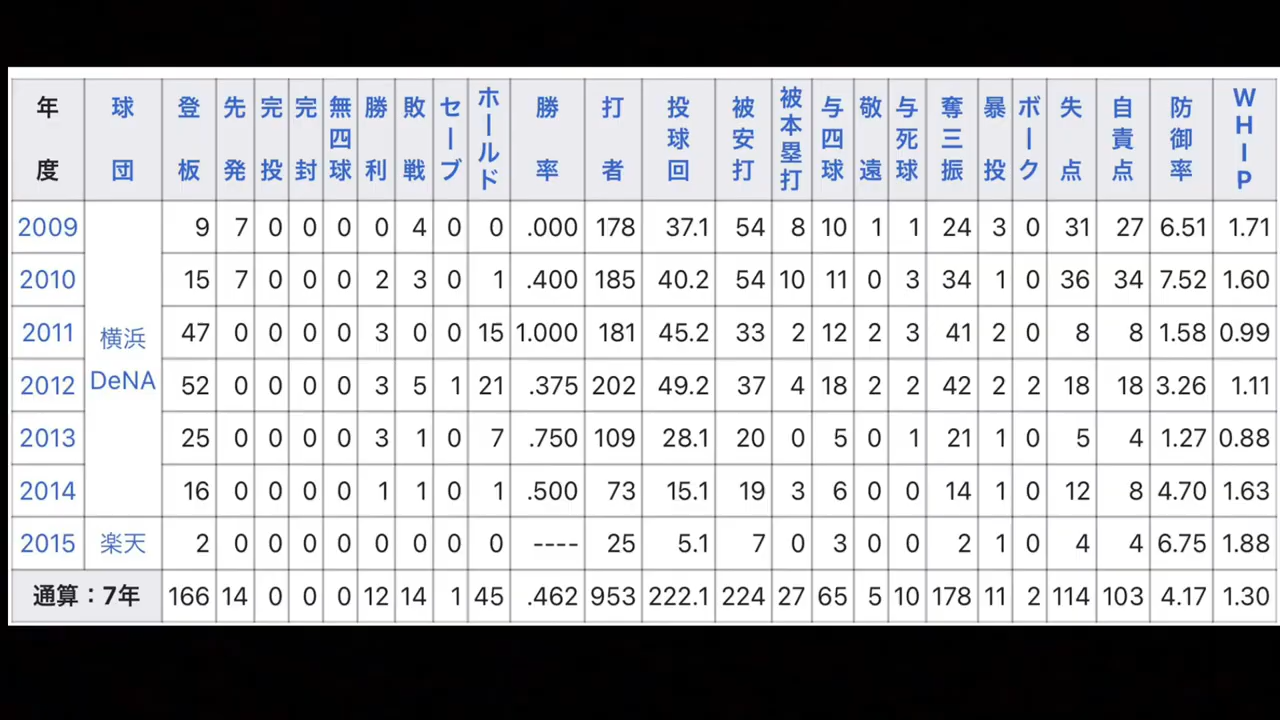 年度 球団 登板 先発 完投 完封 無四球 勝利 敗戦 セーブ ホールド 勝率 打者 投球回 被安打 被本塁打 与四球 敬遠 与死球 奪三振 暴投 ボーク 失点 自責点 防御率 WHIP
2009 横浜 DeNA 9 7 0 0 0 0 4 0 0 .000 178 37.1 54 8 10 1 1 24 3 0 31 27 6.51 1.71
2010 15 7 0 0 0 2 3 0 1 .400 185 40.2 54 10 11 0 3 34 1 0 36 34 7.52 1.60
2011 47 0 0 0 0 3 0 0 15 1.000 181 45.2 33 2 12 2 3 41 2 0 8 8 1.58 0.99
2012 52 0 0 0 0 3 5 1 21 .375 202 49.2 37 4 18 2 2 42 2 2 18 18 3.26 1.11
2013 25 0 0 0 0 3 1 0 7 .750 109 28.1 20 0 5 0 1 21 1 0 5 4 1.27 0.88
2014 16 0 0 0 0 1 1 0 1 .500 73 15.1 19 3 6 0 0 14 1 0 12 8 4.70 1.63
2015 楽天 2 0 0 0 0 0 0 0 0 ---- 25 5.1 7 0 3 0 0 2 1 0 4 4 6.75 1.88
通算：7年 166 14 0 0 0 12 14 1 45 .462 953 222.1 224 27 65 5 10 178 11 2 114 103 4.17 1.30